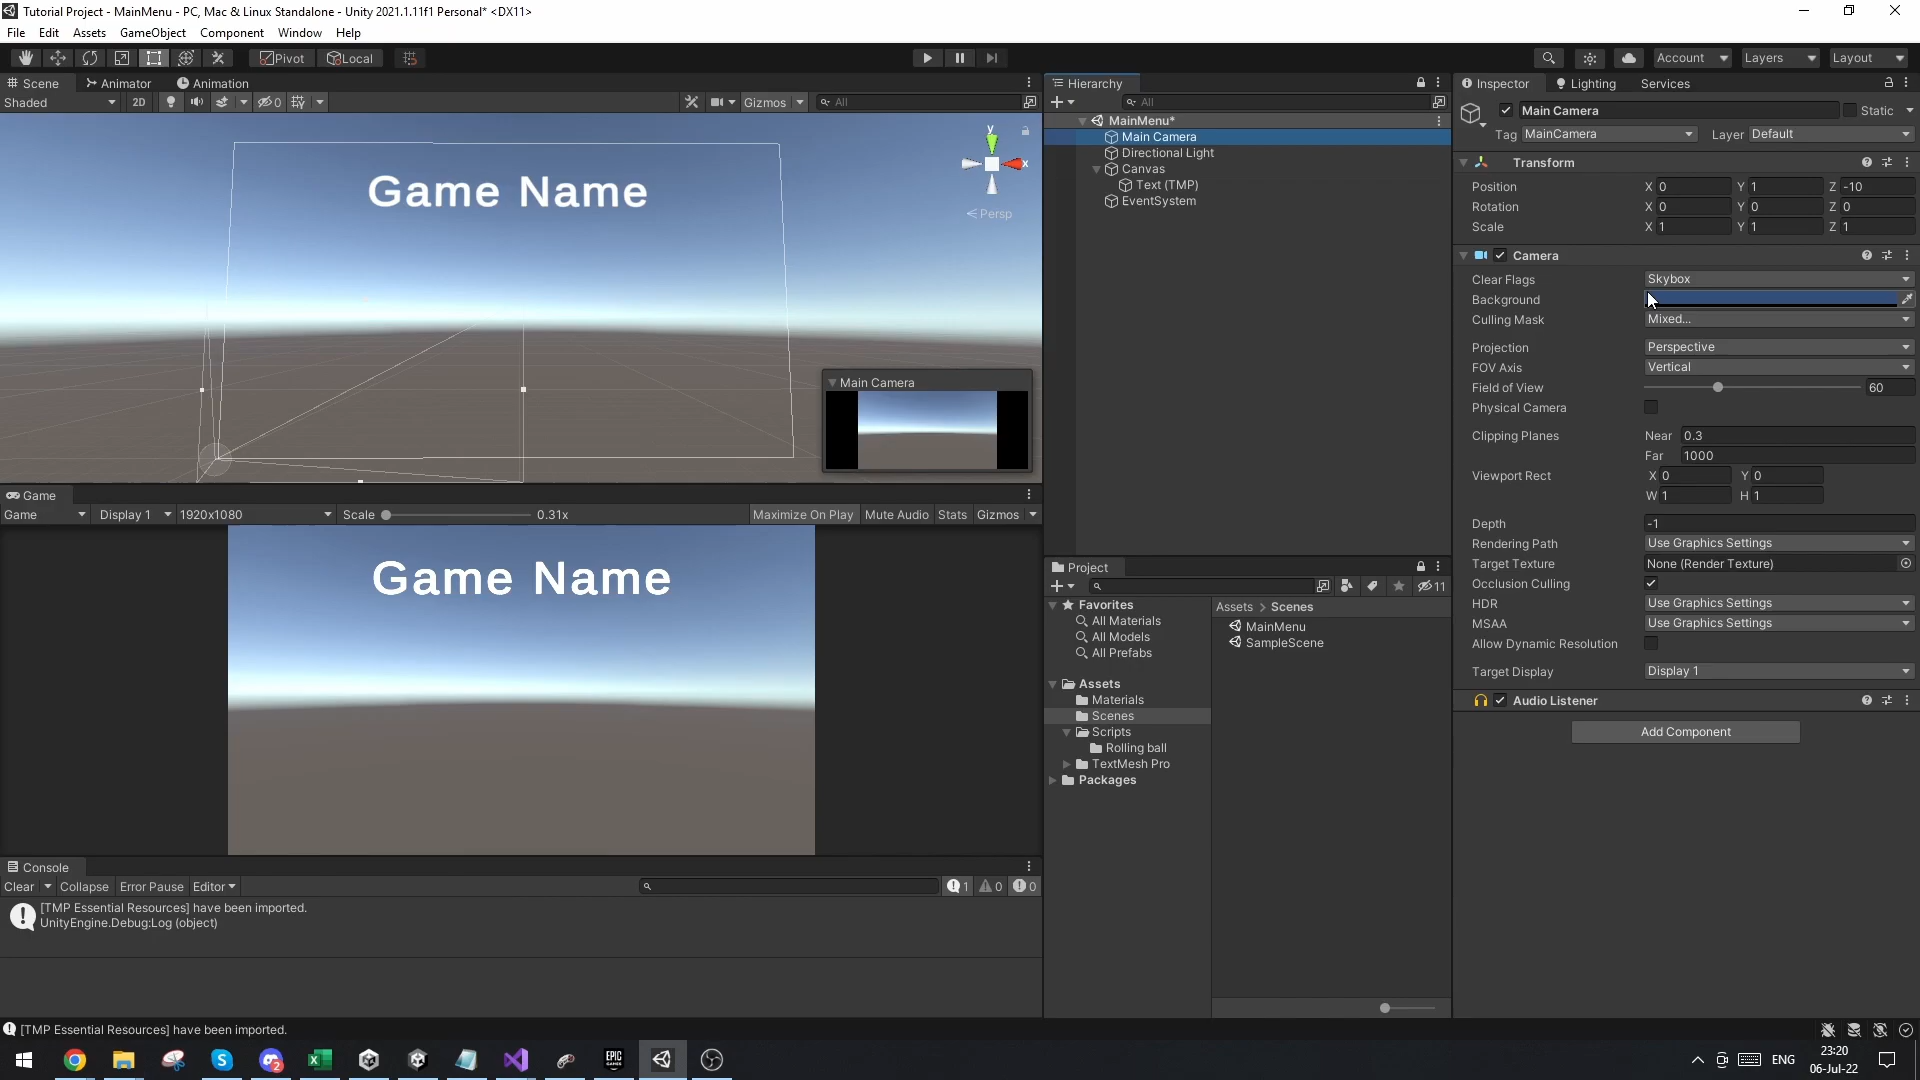 Tutorial Project - MainMenu - PC, Mac & Linux Standalone - Unity 2021.1.11f1 Personal* <DX11>
File Edit Assets GameObject Component Window Help
Pivot Local Account Layers Layout
Scene Animator Animation
Shaded 2D 0 Gizmos All
Game Name
y
x
Persp
Main Camera
Game
Game Display 1 1920x1080 Scale 0.31x Maximize On Play Mute Audio Stats Gizmos
Game Name
Console
Clear Collapse Error Pause Editor 1 0 0
[TMP Essential Resources] have been imported.
UnityEngine.Debug:Log (object)
[TMP Essential Resources] have been imported.
Hierarchy
All
MainMenu*
Main Camera
Directional Light
Canvas
Text (TMP)
EventSystem
Project
11
Favorites
All Materials
All Models
All Prefabs
Assets
Materials
Scenes
Scripts
Rolling ball
TextMesh Pro
Packages
Assets > Scenes
MainMenu
SampleScene
Inspector Lighting Services
Main Camera Static
Tag MainCamera Layer Default
Transform
Position X 0 Y 1 Z -10
Rotation X 0 Y 0 Z 0
Scale X 1 Y 1 Z 1
Camera
Clear Flags Skybox
Background
Culling Mask Mixed...
Projection Perspective
FOV Axis Vertical
Field of View 60
Physical Camera
Clipping Planes Near 0.3
Far 1000
Viewport Rect X 0 Y 0
W 1 H 1
Depth -1
Rendering Path Use Graphics Settings
Target Texture None (Render Texture)
Occlusion Culling
HDR Use Graphics Settings
MSAA Use Graphics Settings
Allow Dynamic Resolution
Target Display Display 1
Audio Listener
Add Component
EPIC GAMES
2
ENG
23:20
06-Jul-22